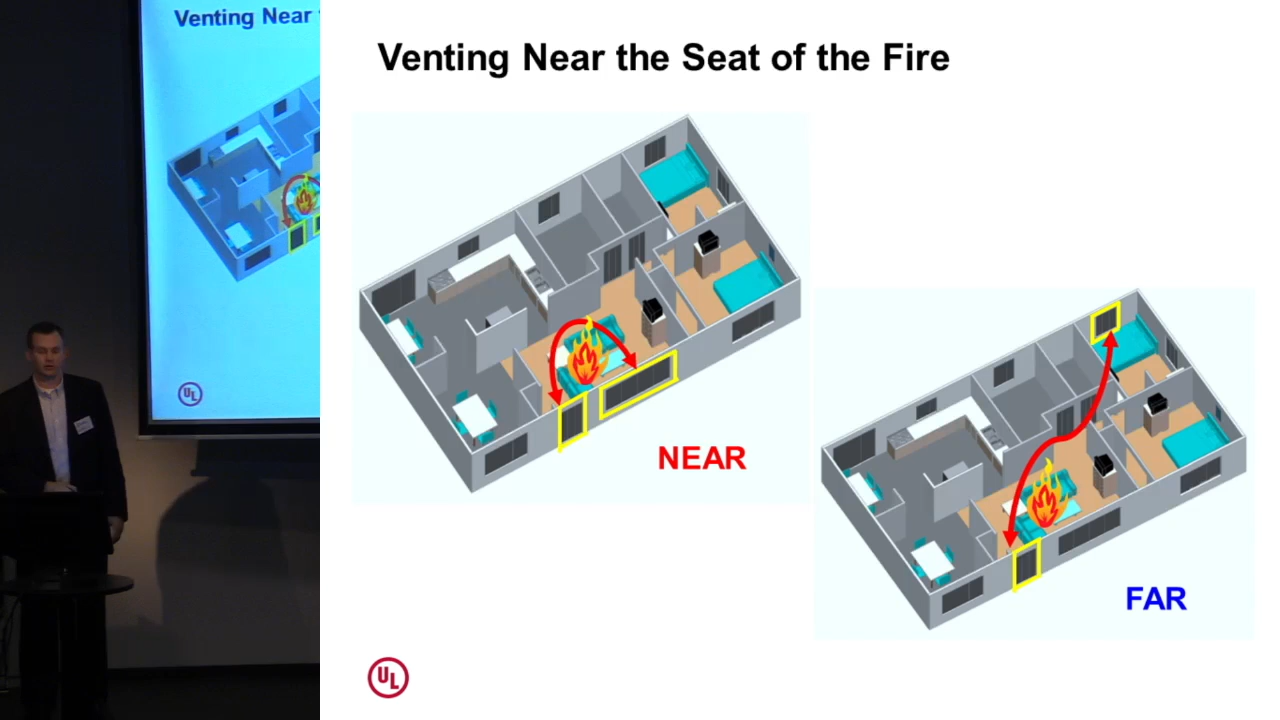 Venting Near
UL
Venting Near the Seat of the Fire
NEAR
FAR
UL